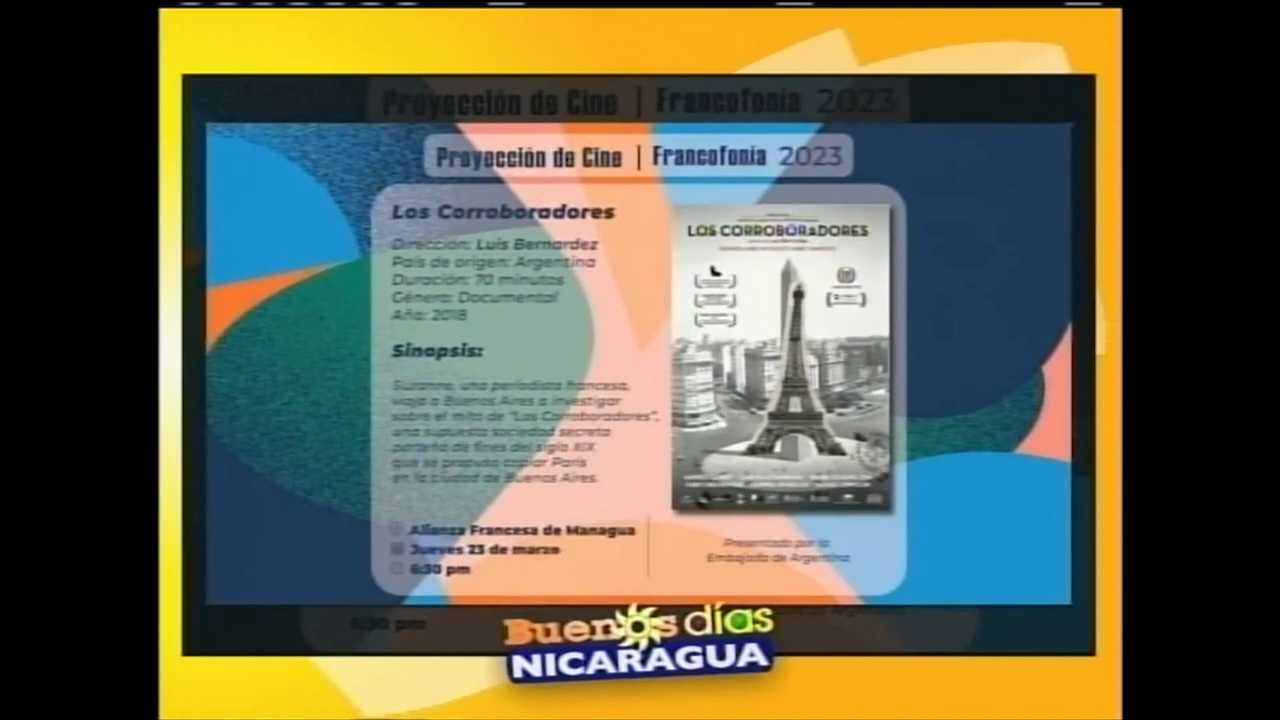 Proyección de Cine | Francofonía 2023
Proyección de Cine | Francofonía 2023
Los Corroboradores
Dirección: Luis Bernardez
País de origen: Argentina
Duración: 70 minutos
Género: Documental
Año: 2018
Sinopsis:
Suzanne, una periodista francesa,
viaja a Buenos Aires a investigar
sobre el mito de "Los Corroboradores",
una supuesta sociedad secreta
porteña de fines del siglo XIX
que se propuso copiar París
en la ciudad de Buenos Aires.
Alianza Francesa de Managua
Jueves 23 de marzo
6:30 pm
LOS CORROBORADORES
Presentado por la
Embajada de Argentina
6:30 pm
Buenos días
NICARAGUA